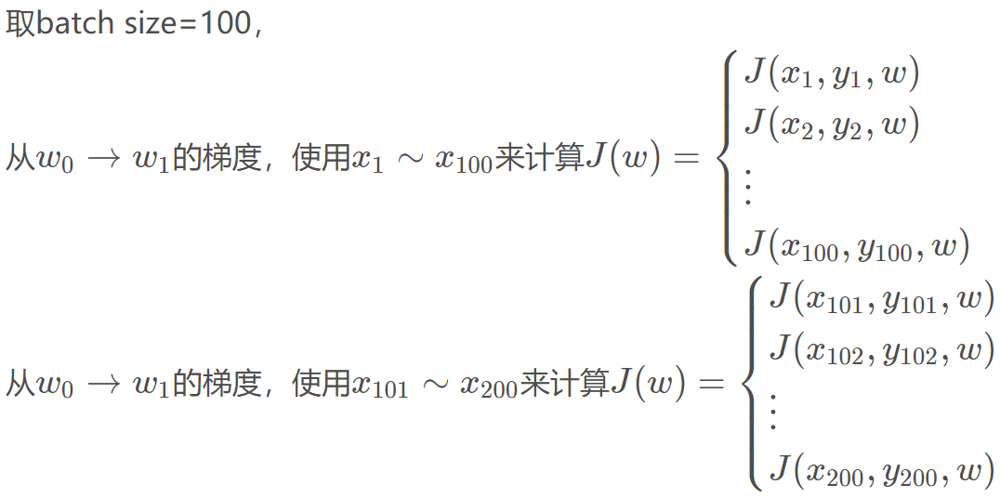 取batch size=100，
从$w_0 \to w_1$的梯度，使用$x_1 \sim x_{100}$来计算$J(w) = \begin{cases} J(x_1, y_1, w) \\ J(x_2, y_2, w) \\ \vdots \\ J(x_{100}, y_{100}, w) \end{cases}$
从$w_0 \to w_1$的梯度，使用$x_{101} \sim x_{200}$来计算$J(w) = \begin{cases} J(x_{101}, y_{101}, w) \\ J(x_{102}, y_{102}, w) \\ \vdots \\ J(x_{200}, y_{200}, w) \end{cases}$